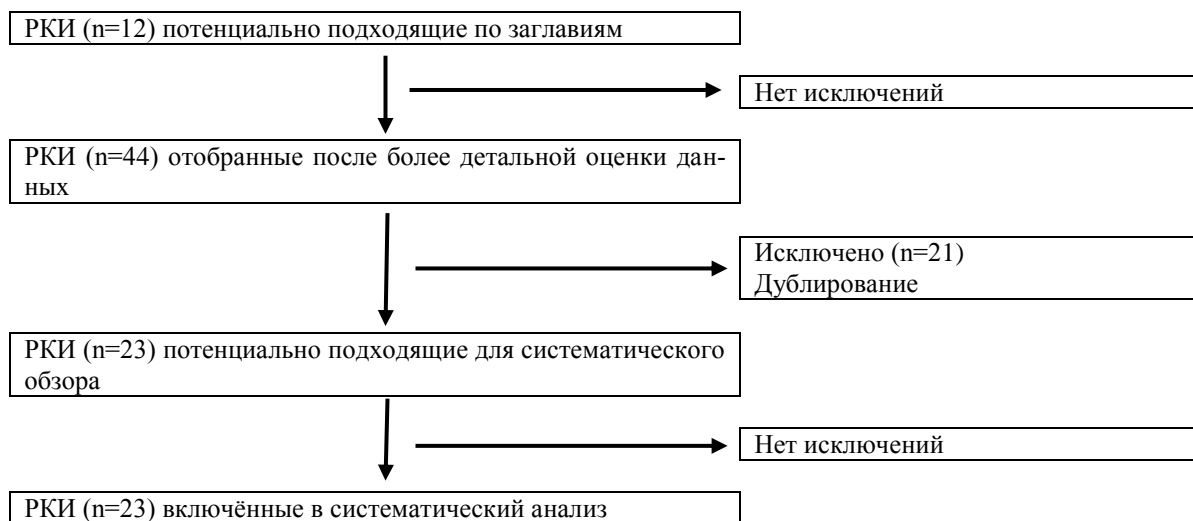 РКИ (n=12) потенциально подходящие по заглавиям
Нет исключений
РКИ (n=44) отобранные после более детальной оценки дан-
ных
Исключено (n=21)
Дублирование
РКИ (n=23) потенциально подходящие для систематического
обзора
Нет исключений
РКИ (n=23) включённые в систематический анализ